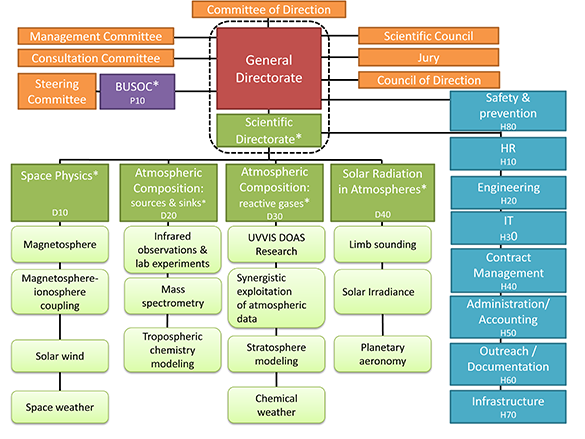 Committee of Direction
Management Committee
Consultation Committee
Steering
Committee
BUSOC*
P10
General
Directorate
Scientific Council
Jury
Council of Direction
Scientific
Directorate*
Safety &
prevention
H80
HR
H10
Engineering
H20
IT
H30
Contract
Management
H40
Administration/
Accounting
H50
Outreach /
Documentation
H60
Infrastructure
H70
Space Physics*
D10
Magnetosphere
Magnetosphere-
ionosphere
coupling
Solar wind
Space weather
Atmospheric
Composition:
sources & sinks*
D20
Infrared
observations &
lab experiments
Mass
spectrometry
Tropospheric
chemistry
modeling
Atmospheric
Composition:
reactive gases*
D30
UVVIS DOAS
Research
Synergistic
exploitation
of atmospheric
data
Stratosphere
modeling
Chemical
weather
Solar Radiation
in Atmospheres*
D40
Limb sounding
Solar Irradiance
Planetary
aeronomy